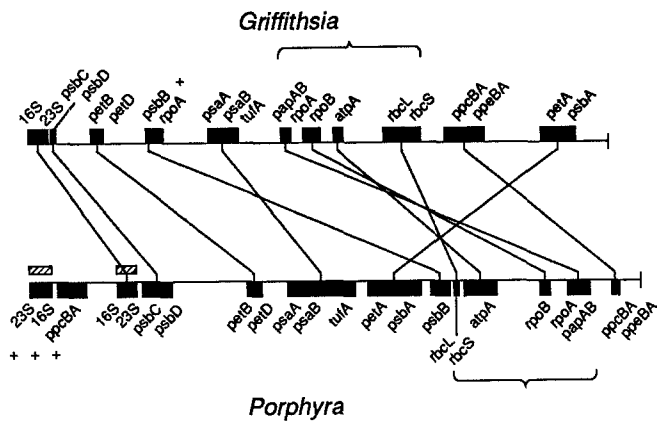 Griffithsia
16S
23S
psbC
psbD
petB
petD
psbB +
rpoA
psaA
psaB
tufA
papAB
rpoA
rpoB
atpA
rbcL
rbcS
ppcBA
ppeBA
petA
psbA
23S
16S
ppcBA
16S
23S
psbC
psbD
petB
petD
psaA
psaB
tufA
petA
psbA
psbB
rbcL
rbcS
atpA
rpoB
rpoA
papAB
ppcBA
ppeBA
+ + +
Porphyra